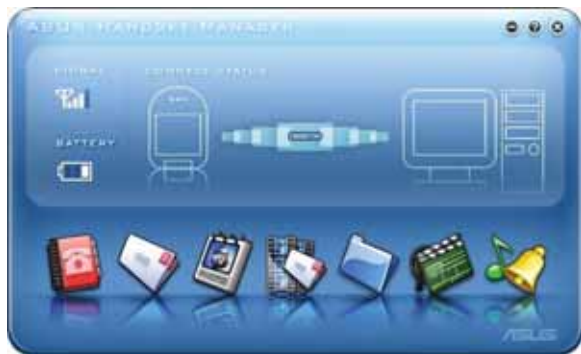 ASUS HANDSET MANAGER
SIGNAL
CONNECT STATUS
BATTERY
ASUS